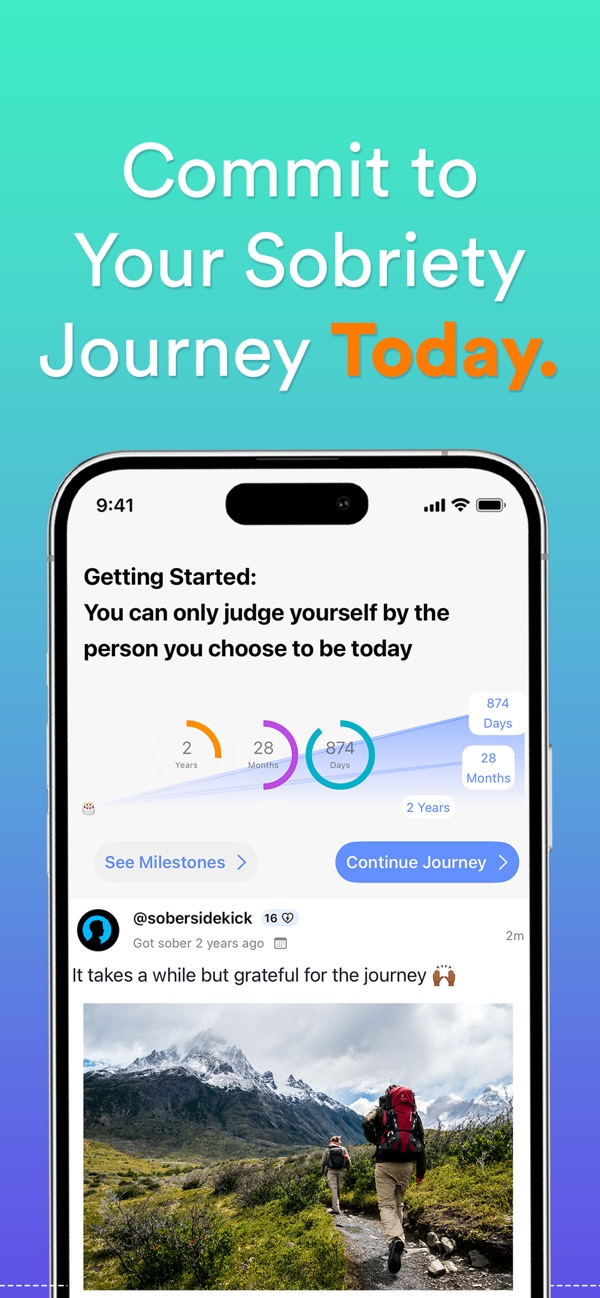 Commit to
Your Sobriety
Journey Today.
9:41
Getting Started:
You can only judge yourself by the
person you choose to be today
874
Days
2
Years
28
Months
874
Days
28
Months
2 Years
See Milestones
Continue Journey
@sobersidekick 16
Got sober 2 years ago
2m
It takes a while but grateful for the journey 🙌🏾